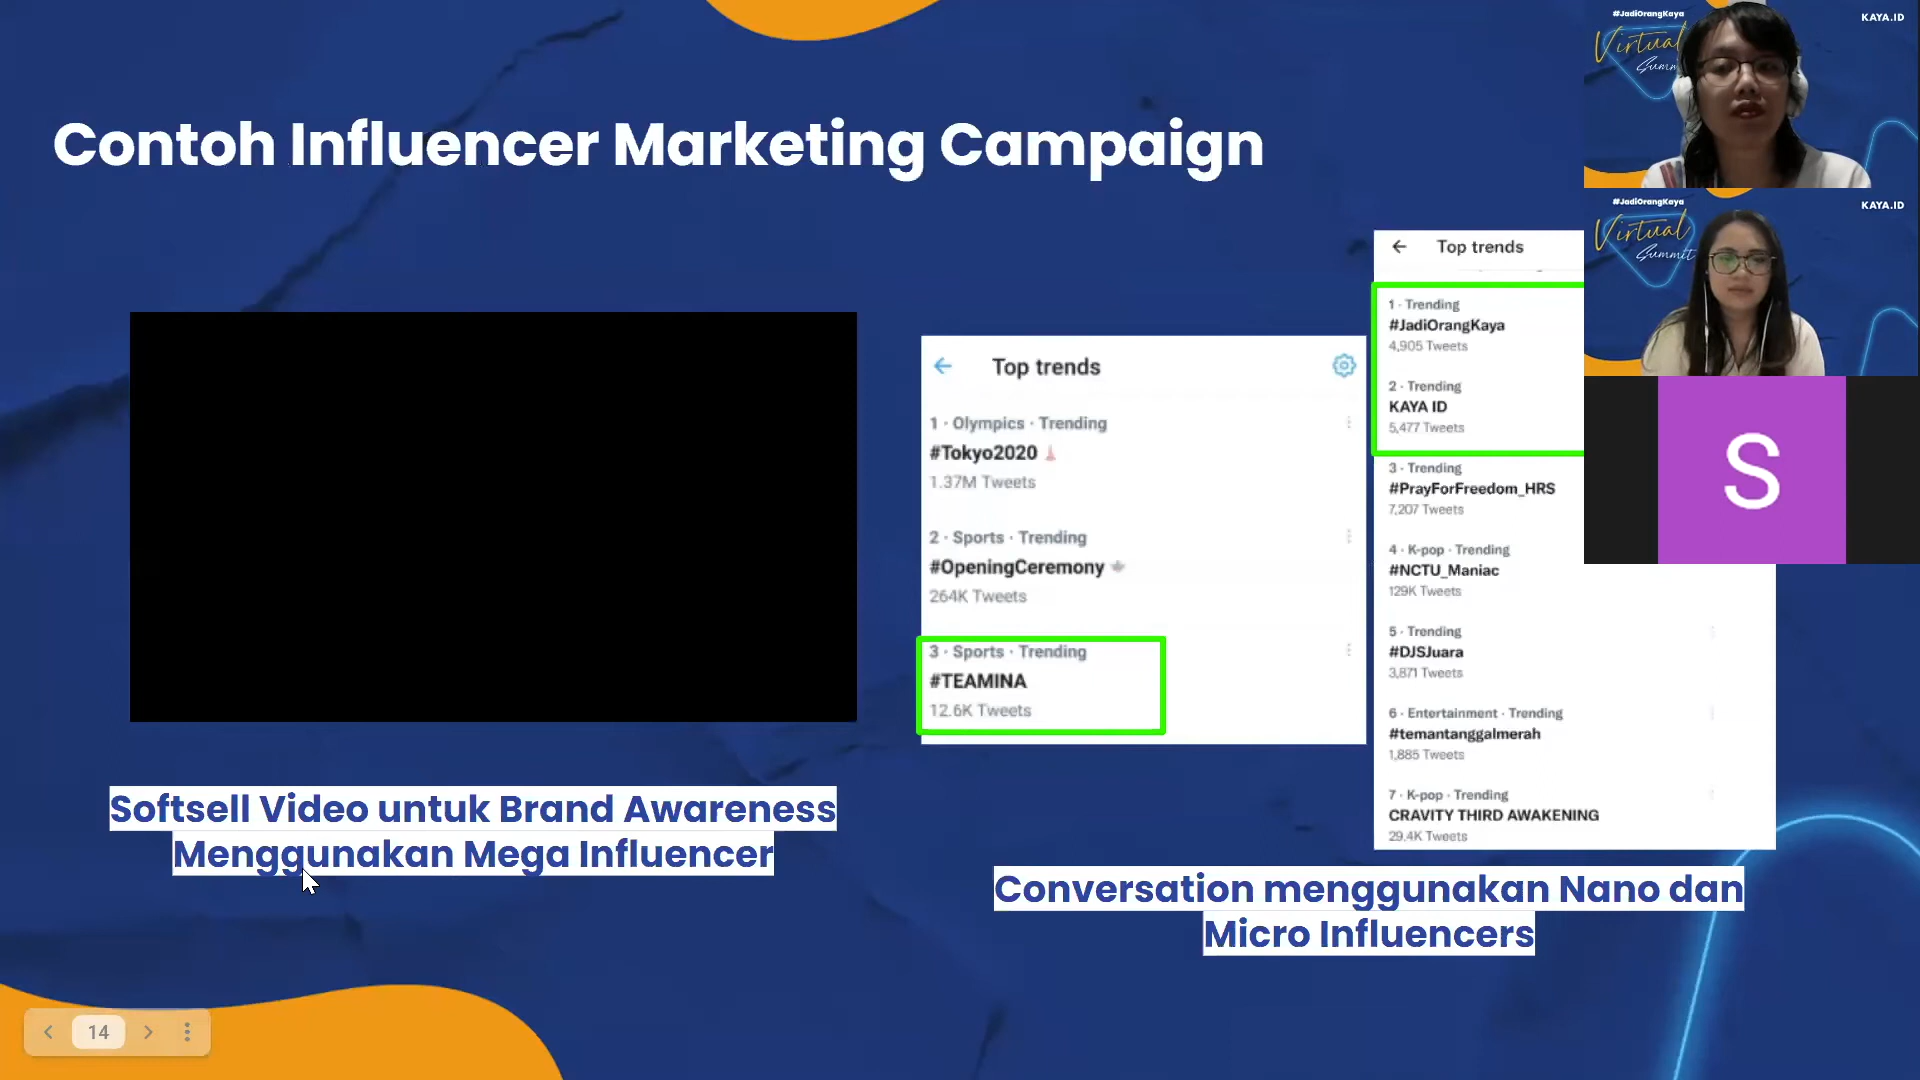 Contoh Influencer Marketing Campaign
Softsell Video untuk Brand Awareness
Menggunakan Mega Influencer
Top trends
1 · Olympics · Trending
#Tokyo2020
1.37M Tweets
2 · Sports · Trending
#OpeningCeremony
264K Tweets
3 · Sports · Trending
#TEAMINA
12.6K Tweets
Top trends
1 · Trending
#JadiOrangKaya
4,905 Tweets
2 · Trending
KAYA ID
5,477 Tweets
3 · Trending
#PrayForFreedom_HRS
7,207 Tweets
4 · K-pop · Trending
#NCTU_Maniac
129K Tweets
5 · Trending
#DJSJuara
3,871 Tweets
6 · Entertainment · Trending
#temantanggalmerah
1,885 Tweets
7 · K-pop · Trending
CRAVITY THIRD AWAKENING
29.4K Tweets
Conversation menggunakan Nano dan
Micro Influencers
#JadiOrangKaya
KAYA.ID
Virtual
#JadiOrangKaya
KAYA.ID
Virtual
Summit
S
14